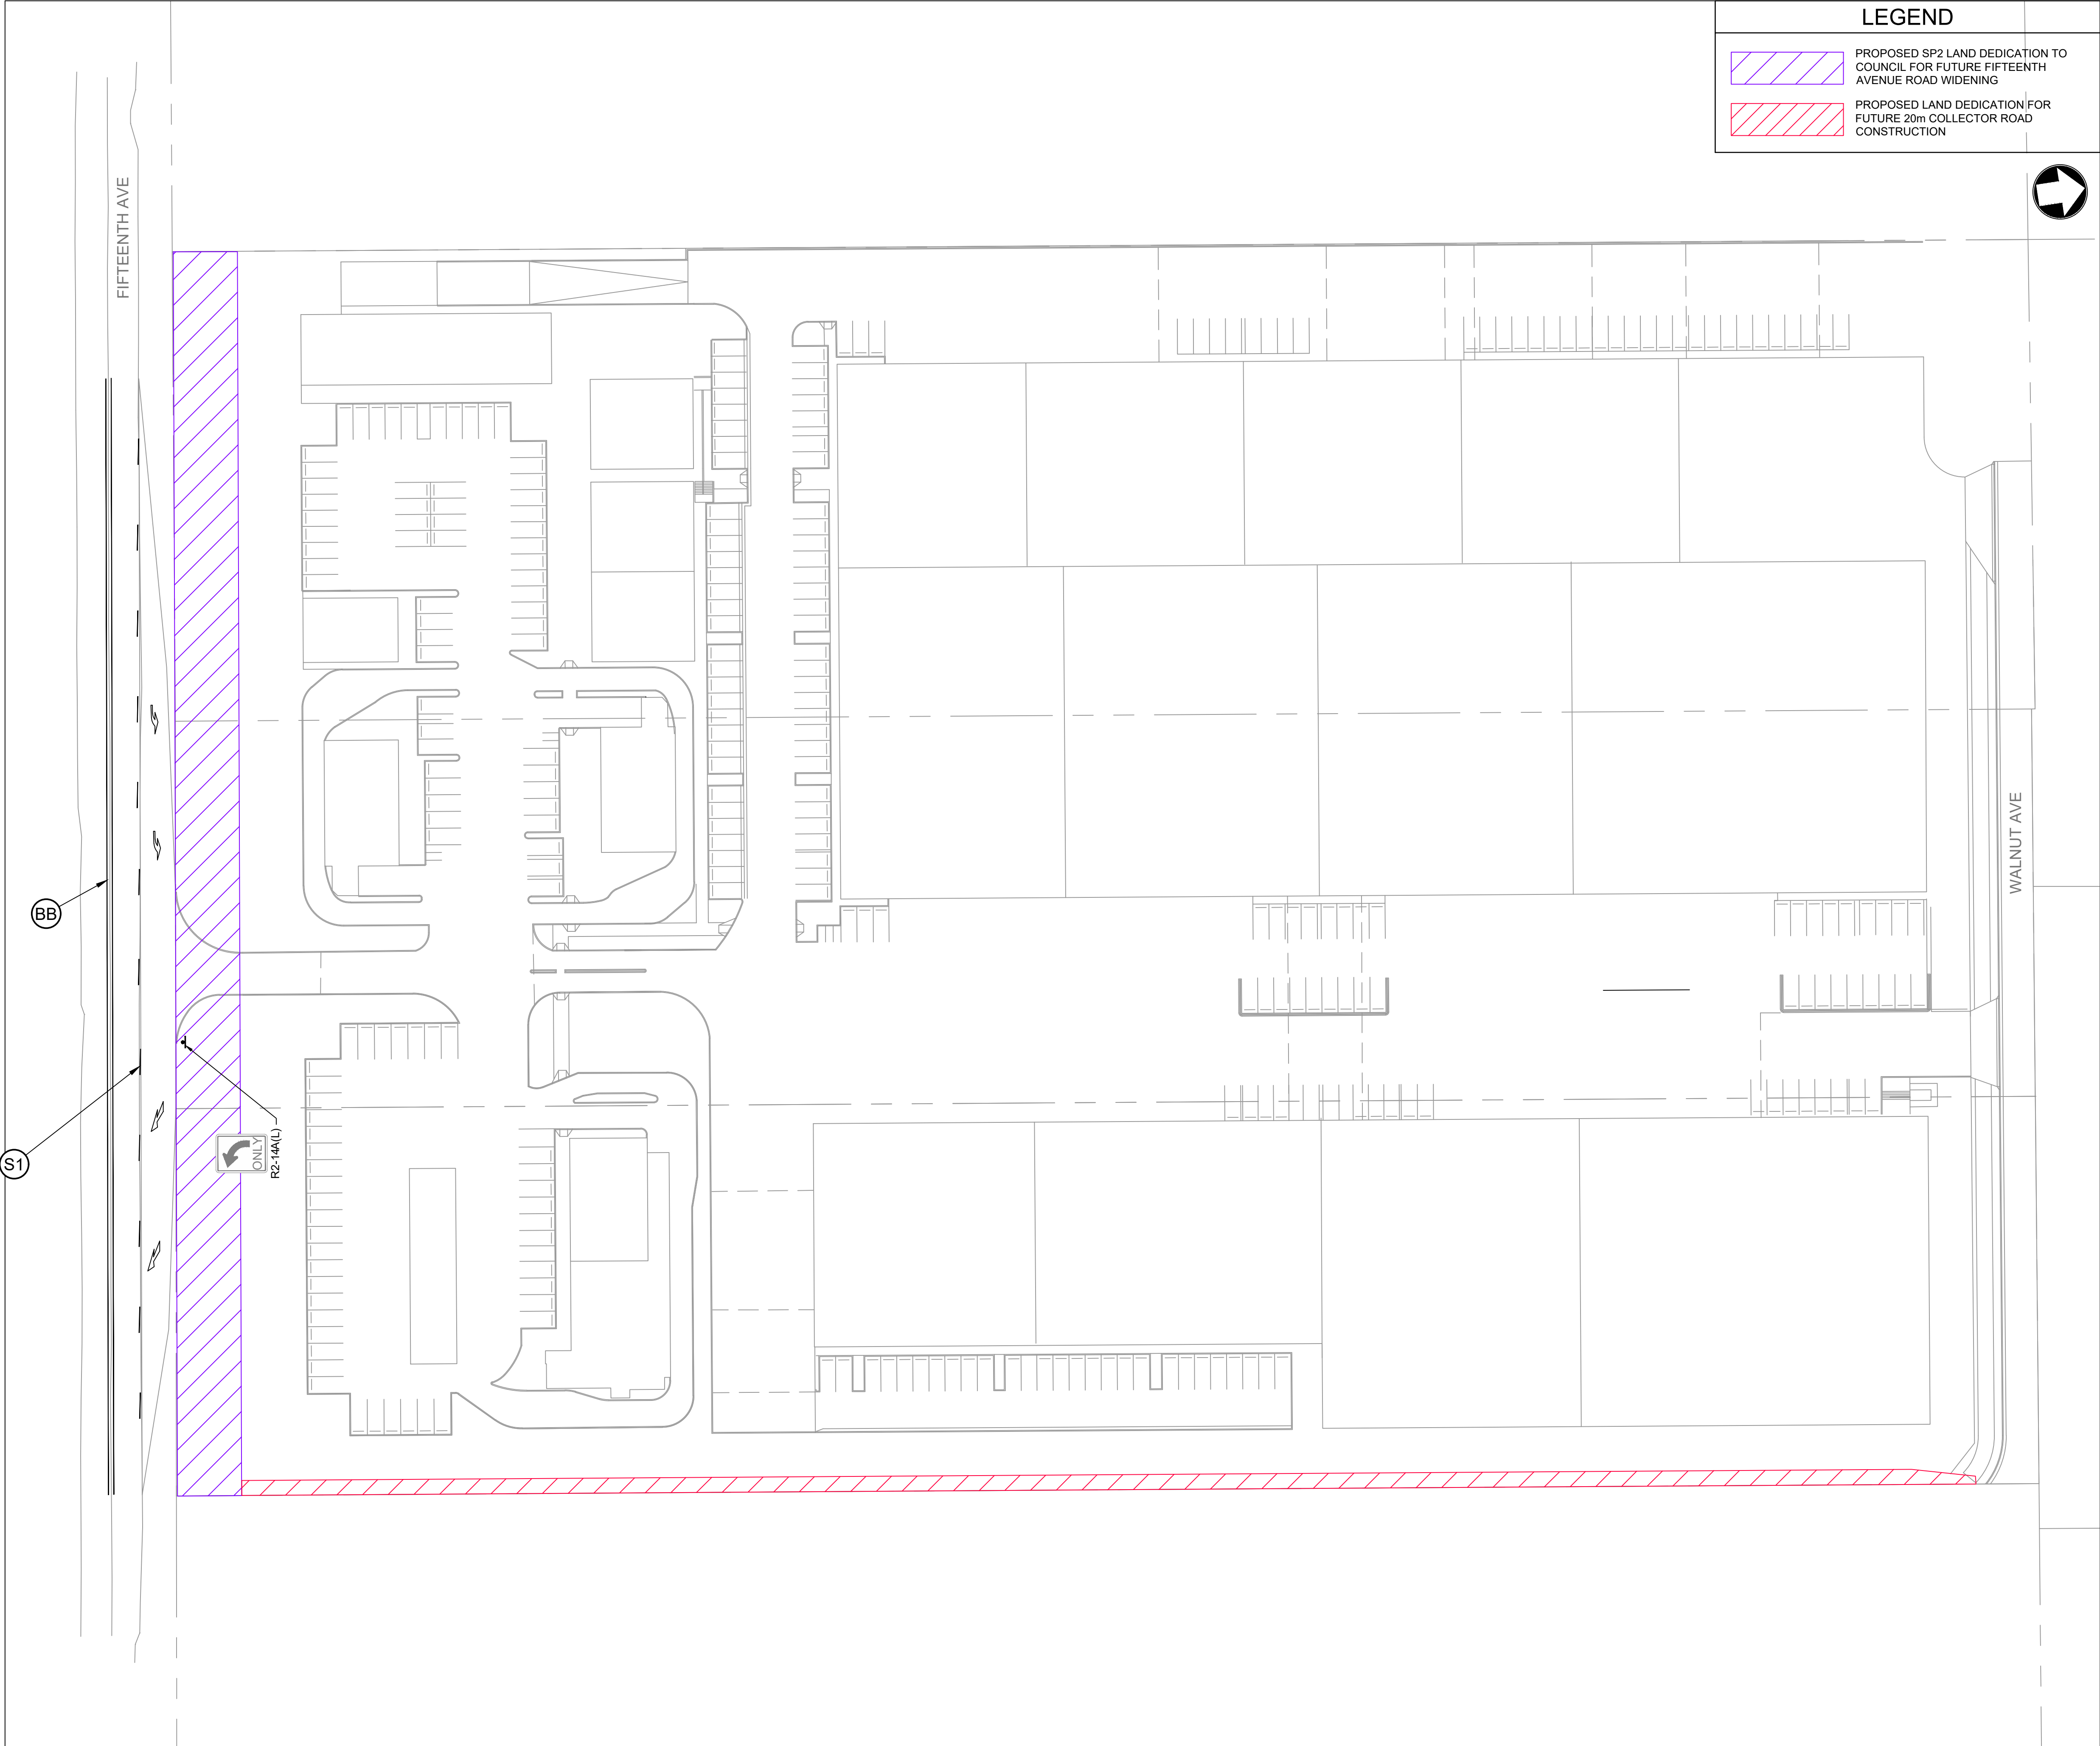 LEGEND
PROPOSED SP2 LAND DEDICATION TO
COUNCIL FOR FUTURE FIFTEENTH
AVENUE ROAD WIDENING
PROPOSED LAND DEDICATION FOR
FUTURE 20m COLLECTOR ROAD
CONSTRUCTION
FIFTEENTH AVE
WALNUT AVE
BB
S1
ONLY
R2-14A(L)